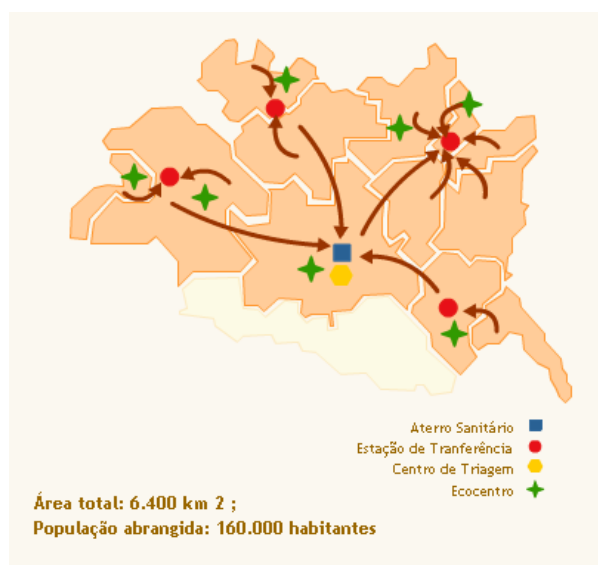 Aterro Sanitário
Estação de Tranferência
Centro de Triagem
Ecocentro
Área total: 6.400 km 2 ;
População abrangida: 160.000 habitantes